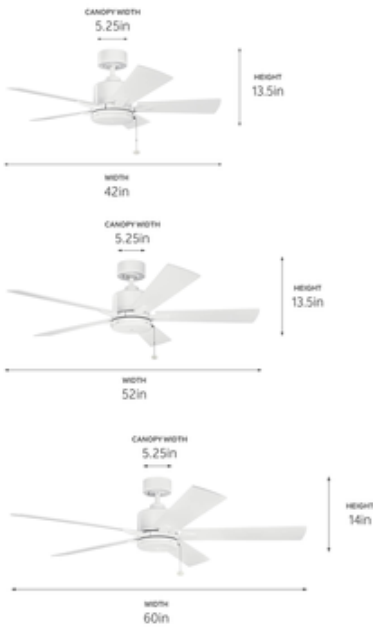 CANOPY WIDTH
5.25in
HEIGHT
13.5in
WIDTH
42in
CANOPY WIDTH
5.25in
HEIGHT
13.5in
WIDTH
52in
CANOPY WIDTH
5.25in
HEIGHT
14in
WIDTH
60in